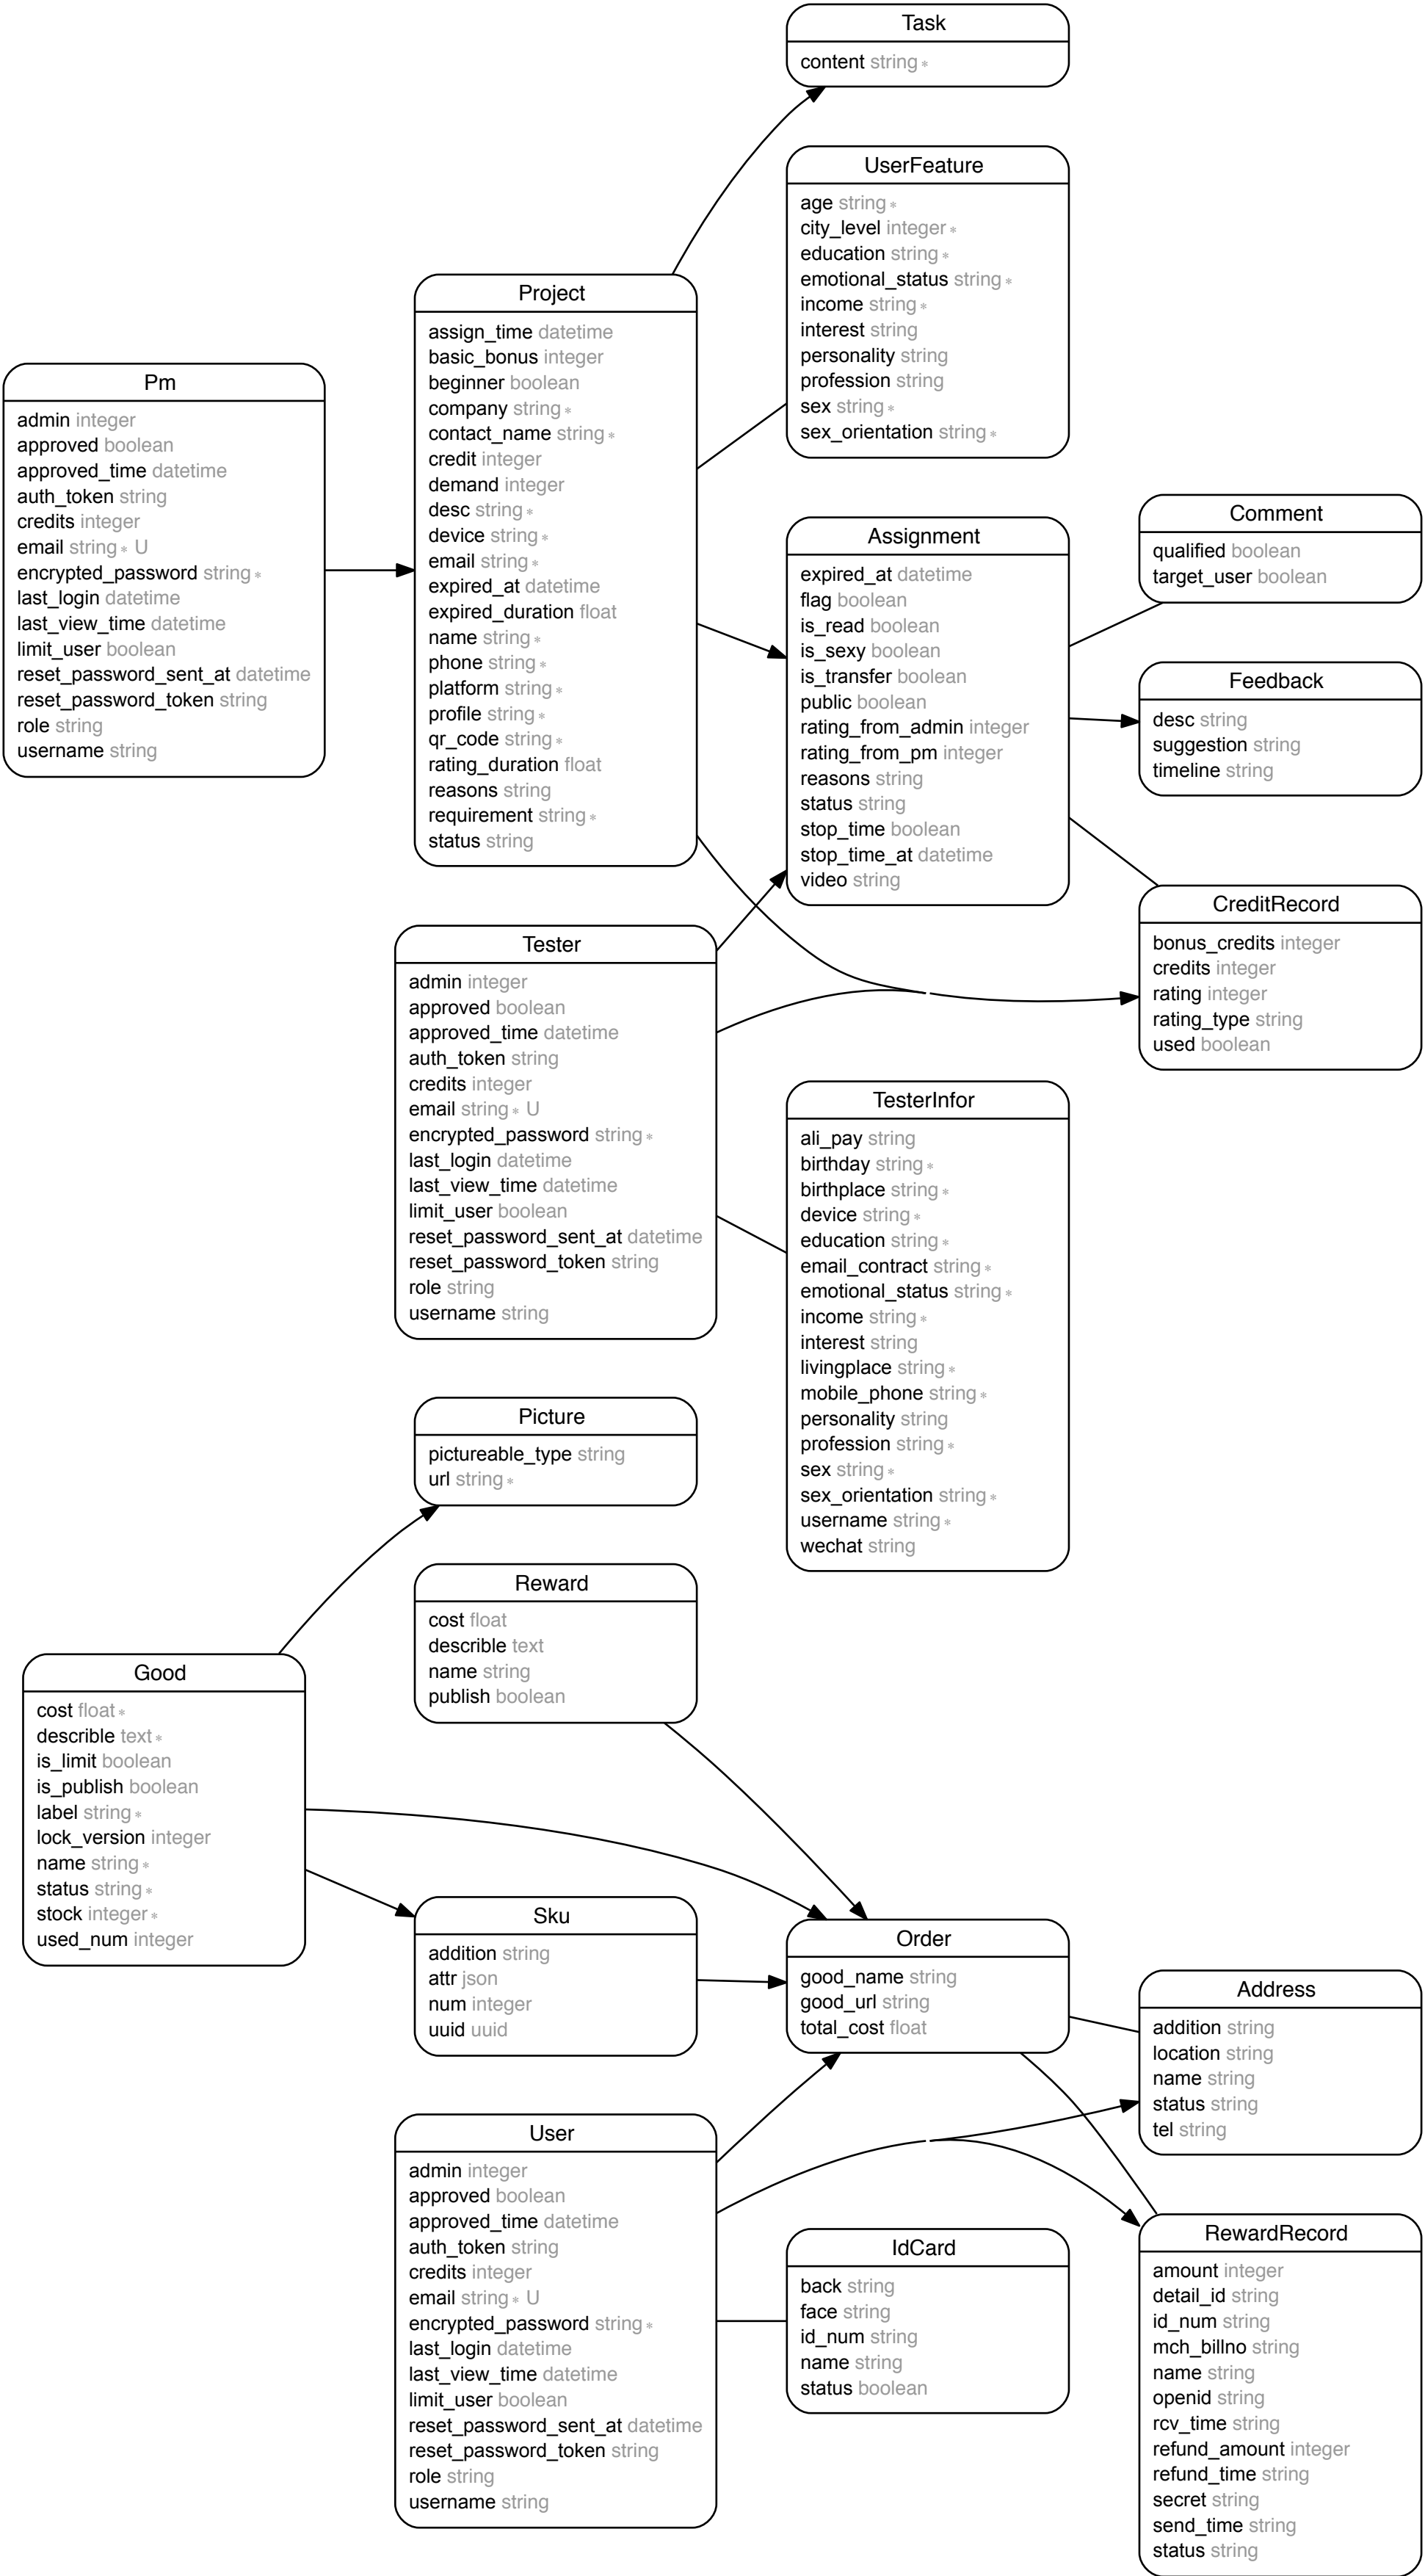 Task
content string *
UserFeature
age string *
city_level integer *
education string *
emotional_status string *
income string *
interest string
personality string
profession string
sex string *
sex_orientation string *
Project
assign_time datetime
basic_bonus integer
beginner boolean
company string *
contact_name string *
credit integer
demand integer
desc string *
device string *
email string *
expired_at datetime
expired_duration float
name string *
phone string *
platform string *
profile string *
qr_code string *
rating_duration float
reasons string
requirement string *
status string
Pm
admin integer
approved boolean
approved_time datetime
auth_token string
credits integer
email string * U
encrypted_password string *
last_login datetime
last_view_time datetime
limit_user boolean
reset_password_sent_at datetime
reset_password_token string
role string
username string
Assignment
expired_at datetime
flag boolean
is_read boolean
is_sexy boolean
is_transfer boolean
public boolean
rating_from_admin integer
rating_from_pm integer
reasons string
status string
stop_time boolean
stop_time_at datetime
video string
Comment
qualified boolean
target_user boolean
Feedback
desc string
suggestion string
timeline string
CreditRecord
bonus_credits integer
credits integer
rating integer
rating_type string
used boolean
Tester
admin integer
approved boolean
approved_time datetime
auth_token string
credits integer
email string * U
encrypted_password string *
last_login datetime
last_view_time datetime
limit_user boolean
reset_password_sent_at datetime
reset_password_token string
role string
username string
TesterInfor
ali_pay string
birthday string *
birthplace string *
device string *
education string *
email_contract string *
emotional_status string *
income string *
interest string
livingplace string *
mobile_phone string *
personality string
profession string *
sex string *
sex_orientation string *
username string *
wechat string
Picture
pictureable_type string
url string *
Reward
cost float
describle text
name string
publish boolean
Good
cost float *
describle text *
is_limit boolean
is_publish boolean
label string *
lock_version integer
name string *
status string *
stock integer *
used_num integer
Sku
addition string
attr json
num integer
uuid uuid
Order
good_name string
good_url string
total_cost float
Address
addition string
location string
name string
status string
tel string
User
admin integer
approved boolean
approved_time datetime
auth_token string
credits integer
email string * U
encrypted_password string *
last_login datetime
last_view_time datetime
limit_user boolean
reset_password_sent_at datetime
reset_password_token string
role string
username string
IdCard
back string
face string
id_num string
name string
status boolean
RewardRecord
amount integer
detail_id string
id_num string
mch_billno string
name string
openid string
rcv_time string
refund_amount integer
refund_time string
secret string
send_time string
status string